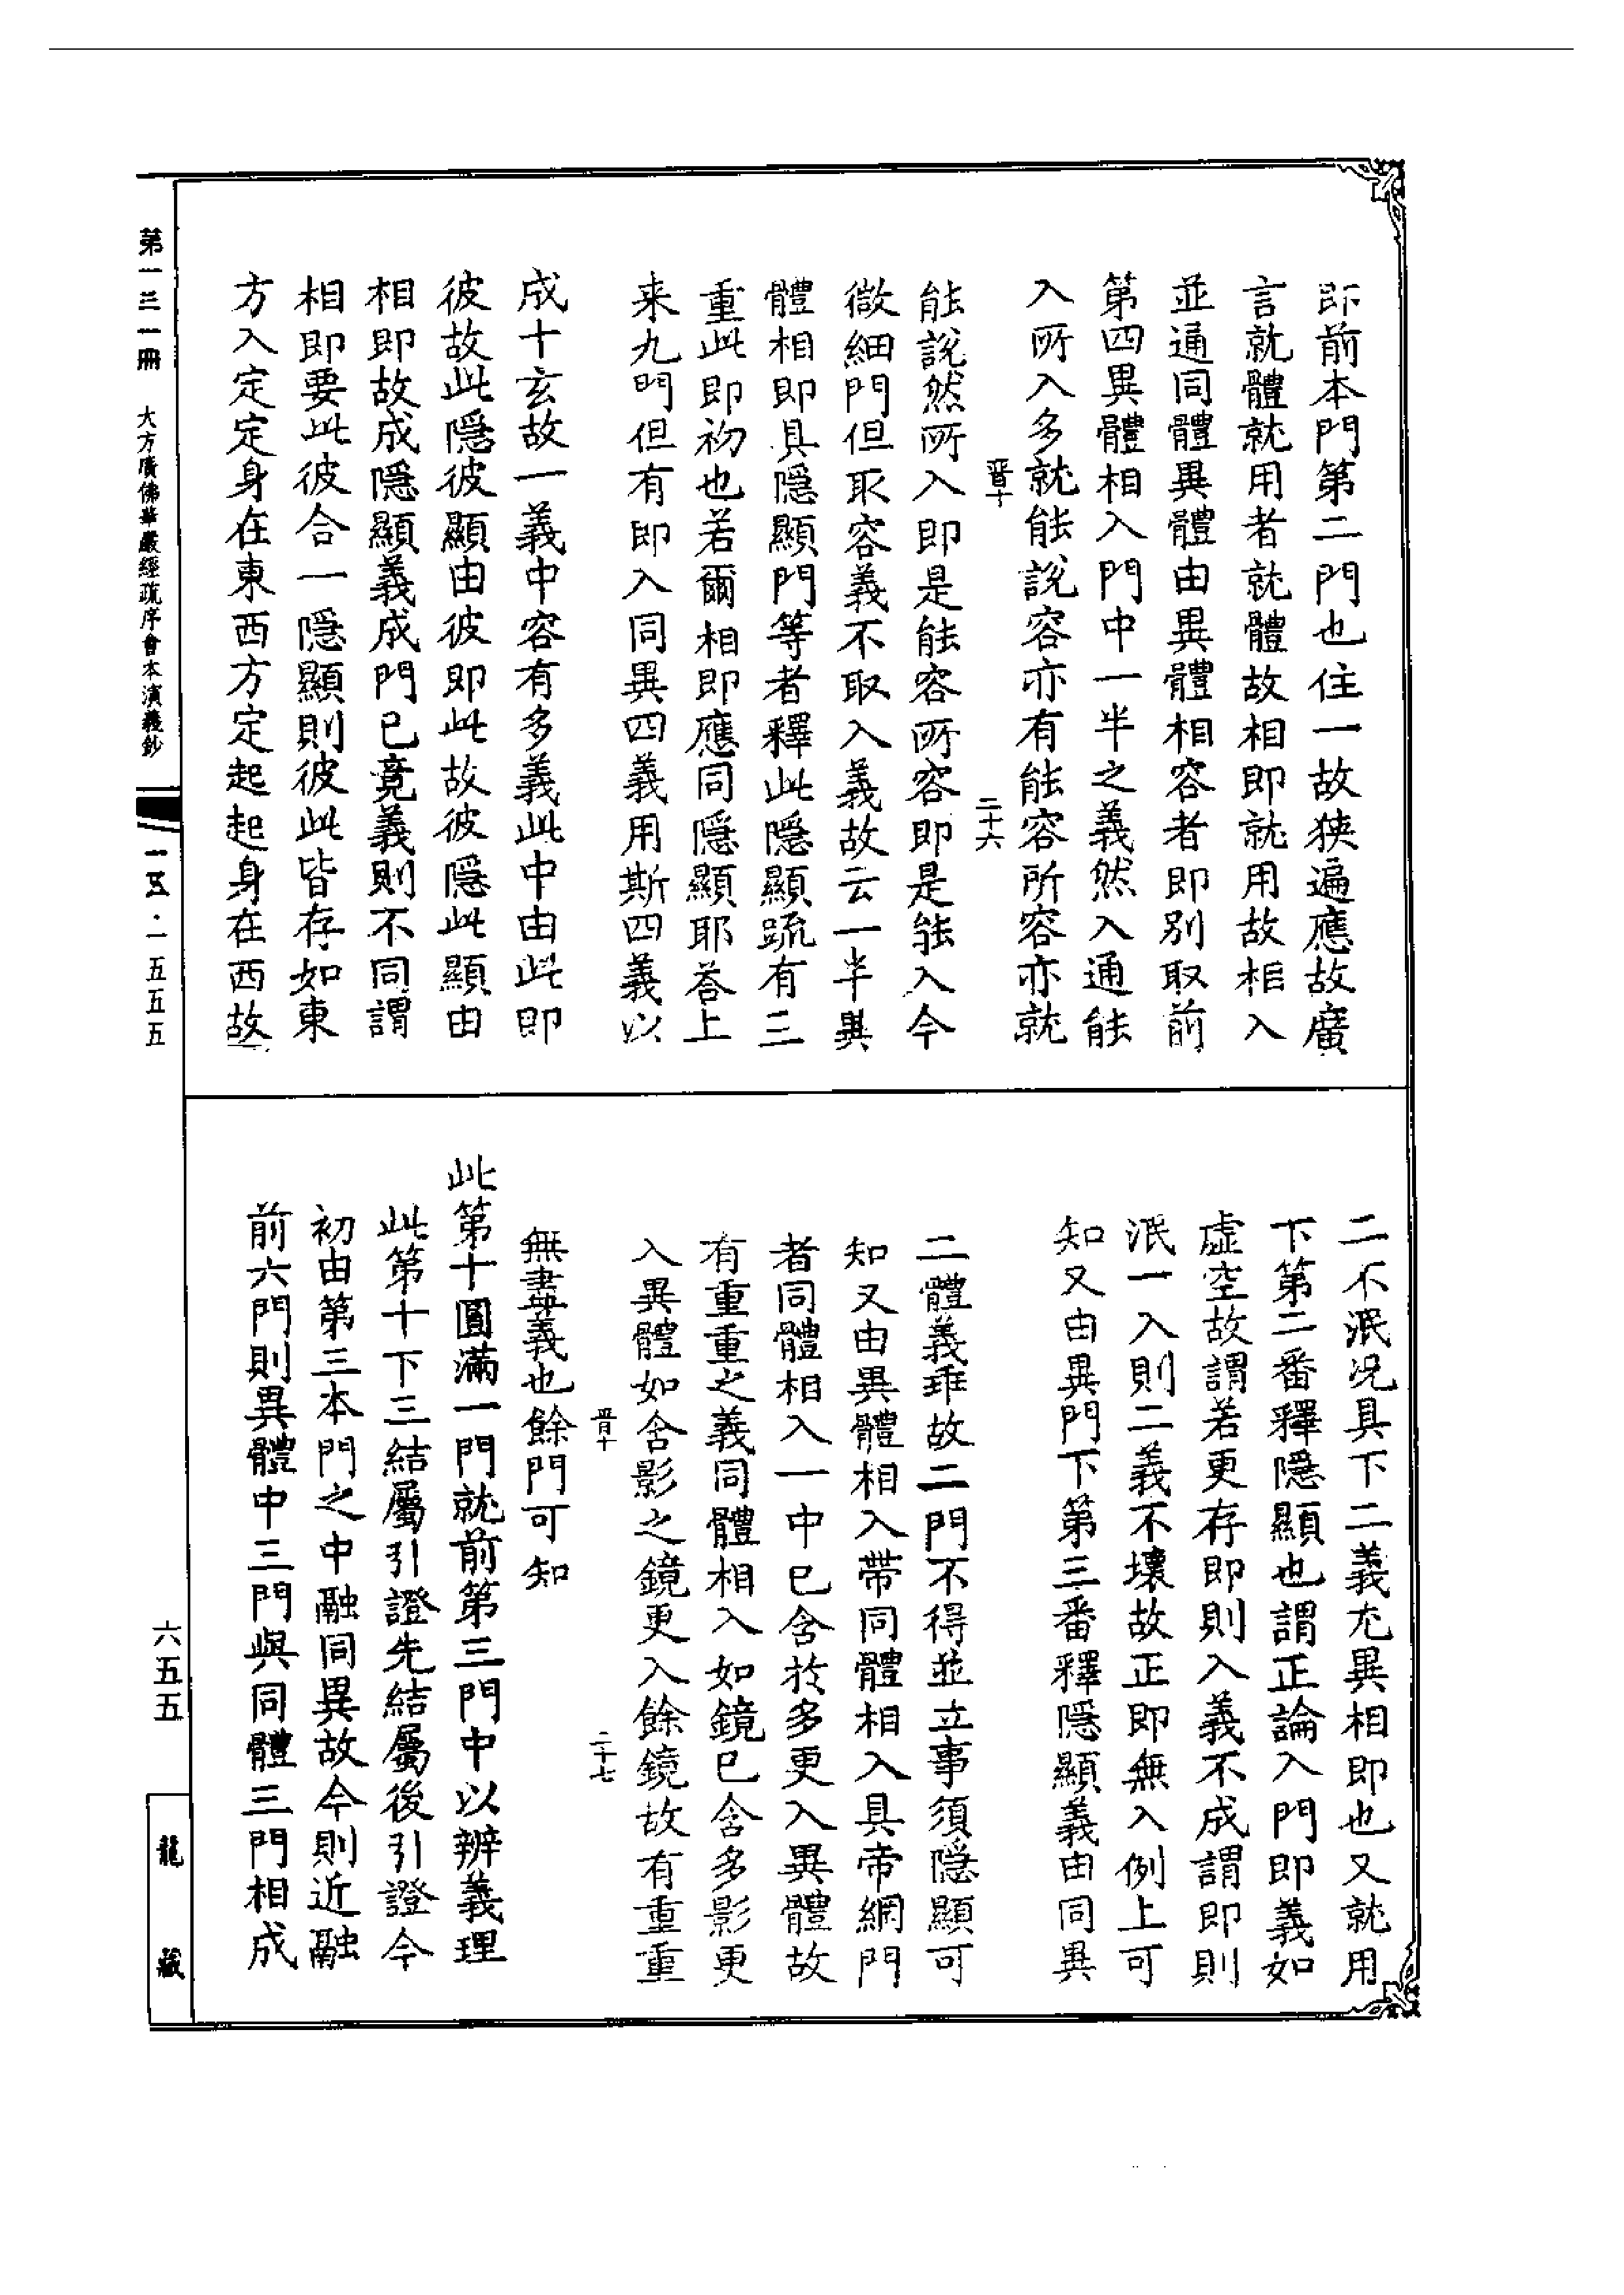 即前本門第二門也住一故狹遍應故廣
言就體就用者就體故相即就用故相入
並通同體異體由異體相容者即別取前
第四異體相入門中一半之義然入通能
入所入多就能說容亦有能容所容亦就
晉十
二十六
能說然所入即是能容所容即是能入今
微細門但取容義不取入義故云一半異
體相即具隱顯門等者釋此隱顯䟽有三
重此即初也若爾相即應同隱顯耶荅上
来九門但有即入同異四義用斯四義以
成十玄故一義中容有多義此中由此即
彼故此隱彼顯由彼即此故彼隱此顯由
相即故成隱顯義成門已竟義則不同謂
相即要此彼合一隱顯則彼此皆存如東
方入定定身在東西方定起起身在西故
二不泯况具下二義充異相即也又就用
下第二番釋隱顯也謂正論入門即義如
虛空故謂若更存即則入義不成謂即則
泯一入則二義不壞故正即無入例上可
知又由異門下第三番釋隱顯義由同異
二體義乖故二門不得並立事須隱顯可
知又由異體相入帶同體相入具帝網門
者同體相入一中已含於多更入異體故
有重重之義同體相入如鏡已含多影更
入異體如含影之鏡更入餘鏡故有重重
晉十
二十七
無盡義也餘門可知
此第十圓滿一門就前第三門中以辨義理
此第十下三結屬引證先結屬後引證今
初由第三本門之中融同異故今則近融
前六門則異體中三門與同體三門相成
第一三一冊
大方廣佛華嚴經疏序會本演義鈔
一五五·一五五五
六五五
龍藏